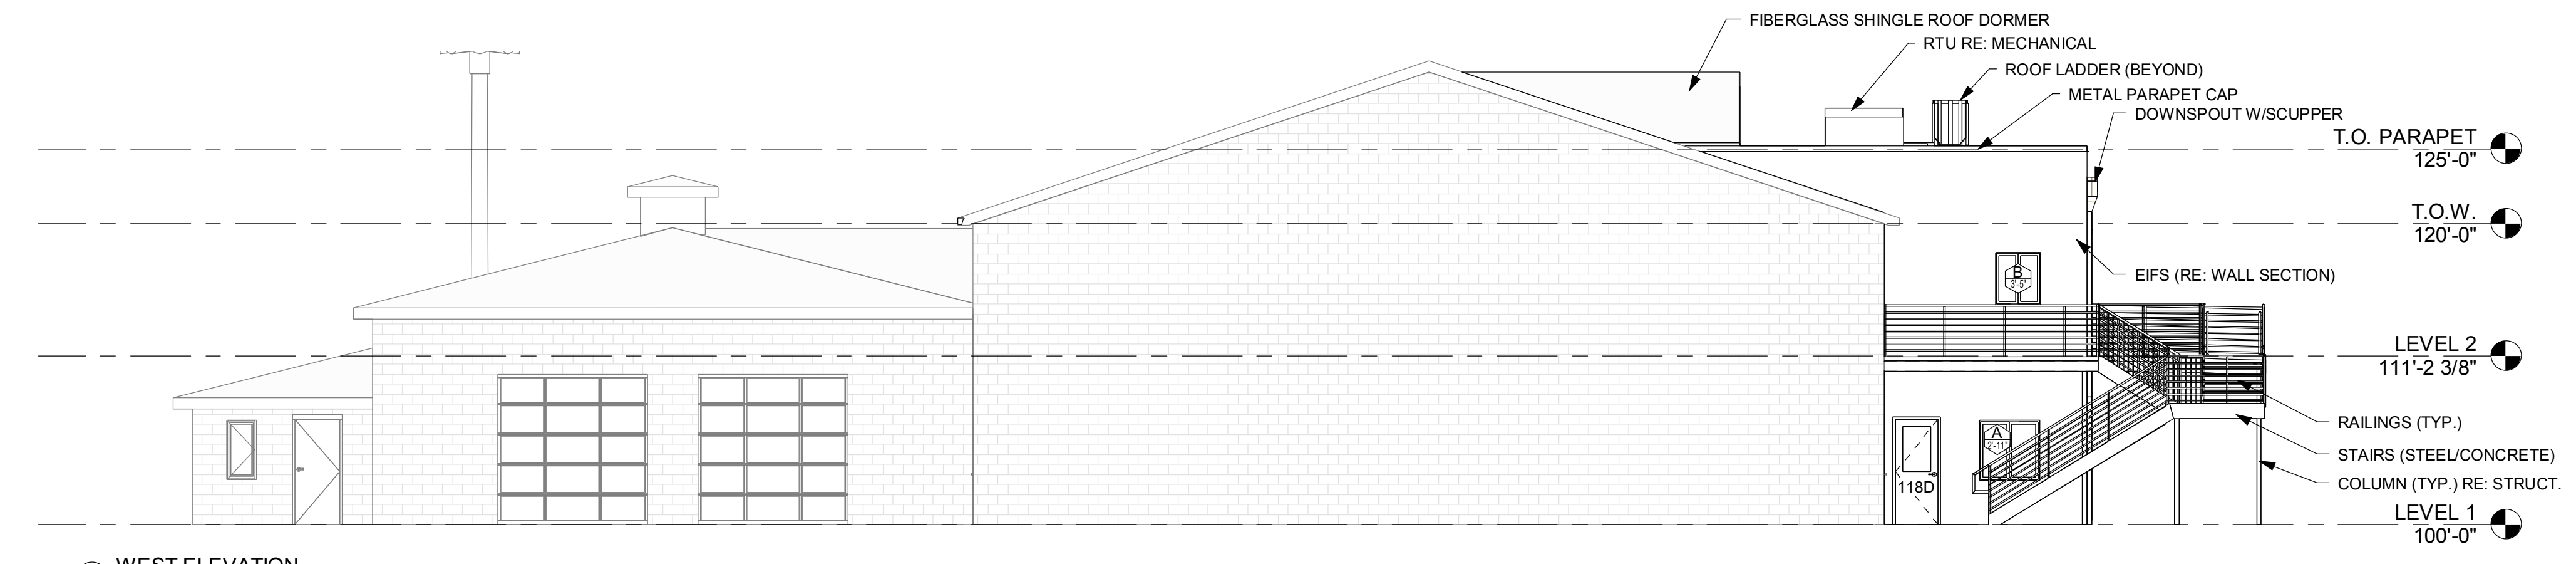 FIBERGLASS SHINGLE ROOF DORMER
RTU RE: MECHANICAL
ROOF LADDER (BEYOND)
METAL PARAPET CAP
DOWNSPOUT W/SCUPPER
T.O. PARAPET
125'-0"
T.O.W.
120'-0"
B
3'-5"
EIFS (RE: WALL SECTION)
LEVEL 2
111'-2 3/8"
RAILINGS (TYP.)
A
2'-11"
STAIRS (STEEL/CONCRETE)
118D
COLUMN (TYP.) RE: STRUCT.
LEVEL 1
100'-0"
WEST ELEVATION